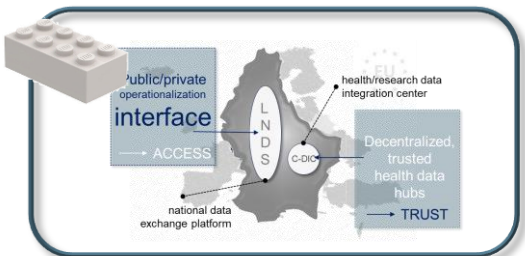 Public/private
operationalization
interface
→ ACCESS
L
N
D
S
C-DIC
health/research data
integration center
EU
Decentralized,
trusted
health data
hubs
→ TRUST
national data
exchange platform